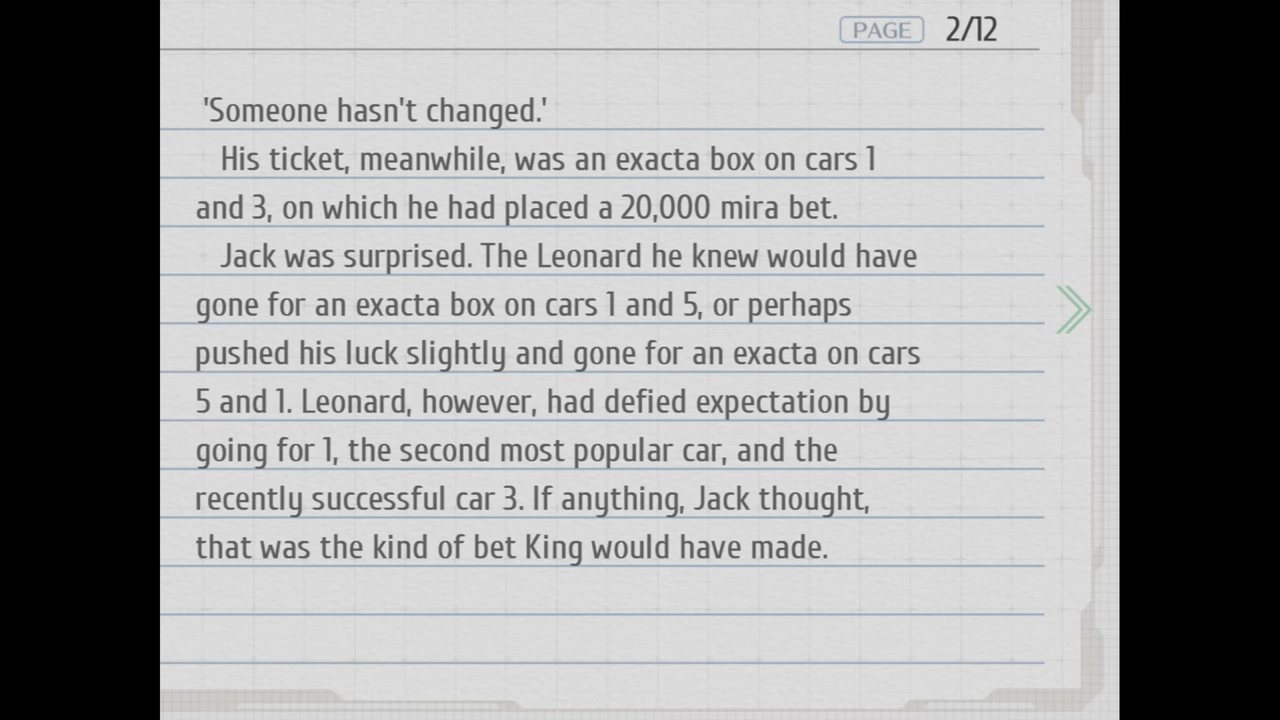 PAGE 2/12
'Someone hasn't changed.'
His ticket, meanwhile, was an exacta box on cars 1
and 3, on which he had placed a 20,000 mira bet.
Jack was surprised. The Leonard he knew would have
gone for an exacta box on cars 1 and 5, or perhaps
pushed his luck slightly and gone for an exacta on cars
5 and 1. Leonard, however, had defied expectation by
going for 1, the second most popular car, and the
recently successful car 3. If anything, Jack thought,
that was the kind of bet King would have made.